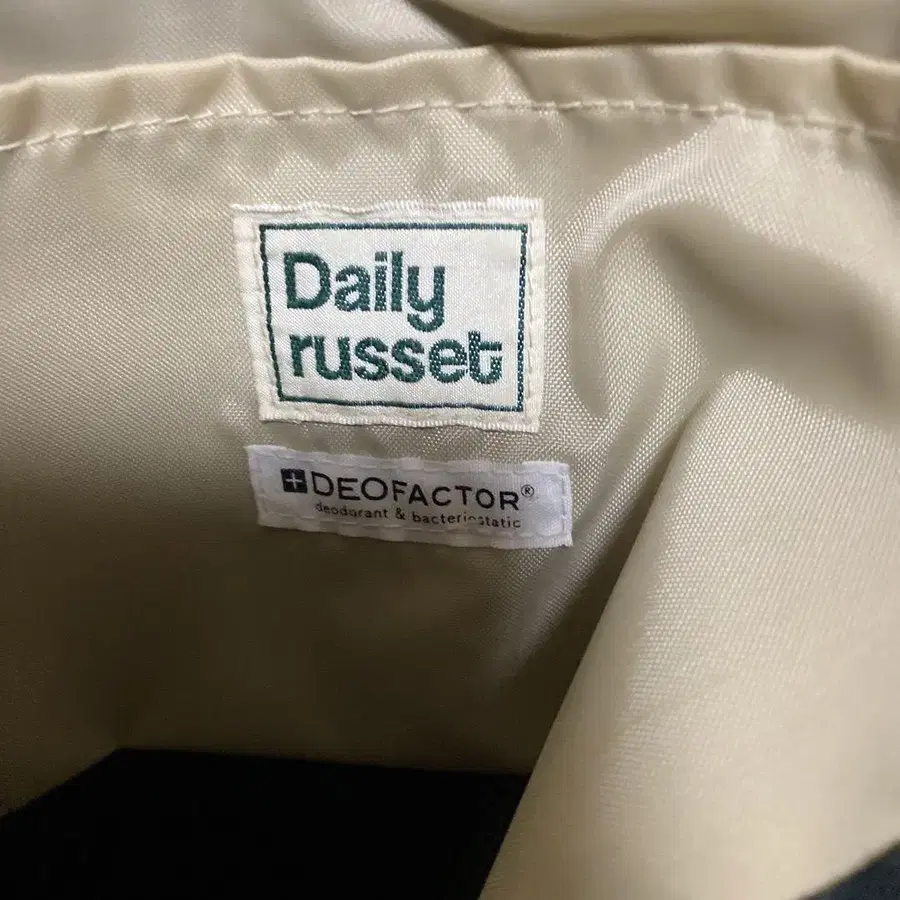 Daily
russet
DEOFACTOR®
deodorant & bacteriostatic